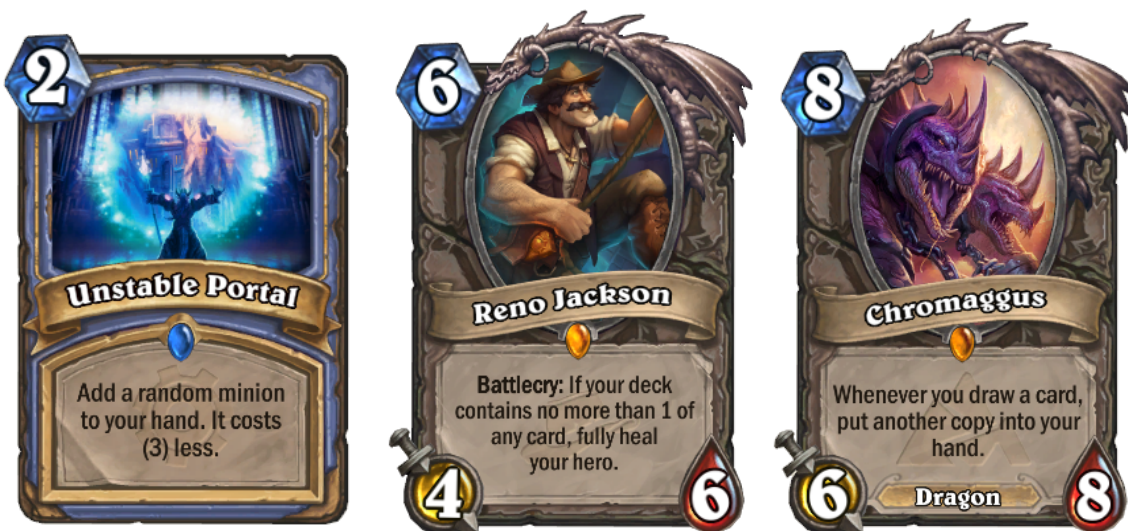 2
Unstable Portal
Add a random minion
to your hand. It costs
(3) less.
6
Reno Jackson
Battlecry: If your deck
contains no more than 1 of
any card, fully heal
your hero.
4
6
8
Chromaggus
Whenever you draw a card,
put another copy into your
hand.
6
Dragon
8